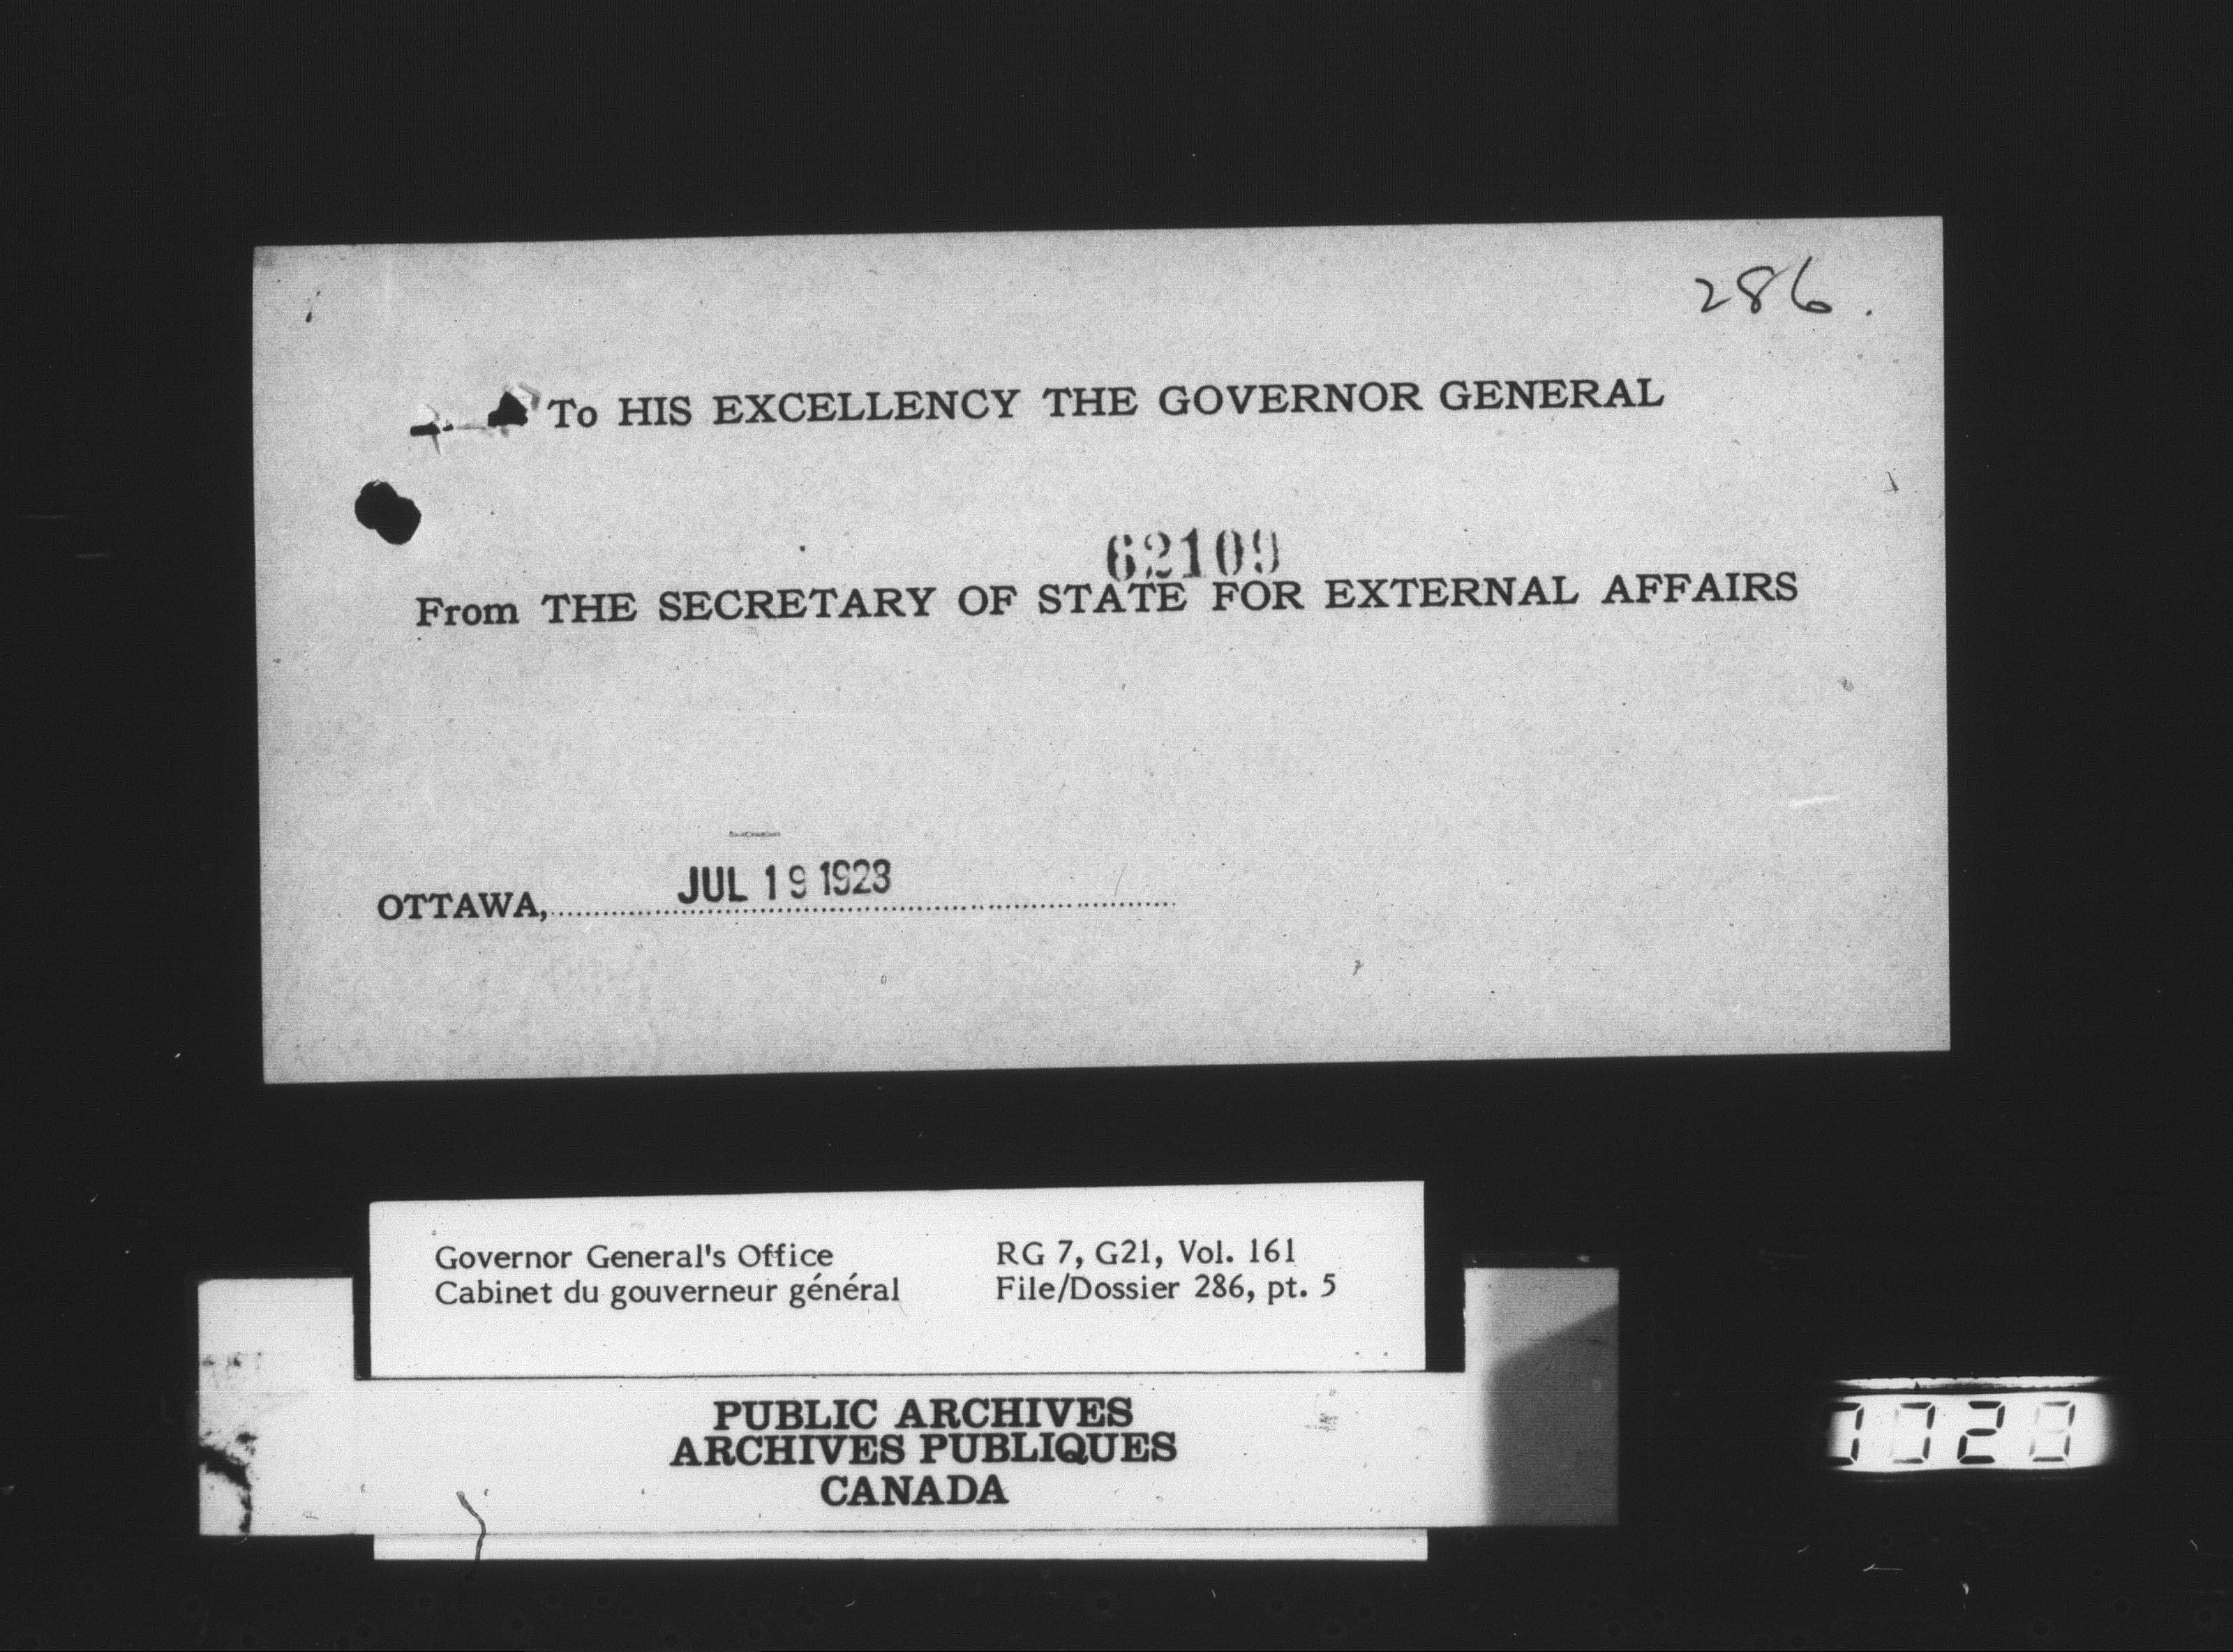 286.
To HIS EXCELLENCY THE GOVERNOR GENERAL
62109
From THE SECRETARY OF STATE FOR EXTERNAL AFFAIRS
OTTAWA, JUL 19 1923
Governor General's Office
Cabinet du gouverneur général
RG 7, G21, Vol. 161
File/Dossier 286, pt. 5
PUBLIC ARCHIVES
ARCHIVES PUBLIQUES
CANADA